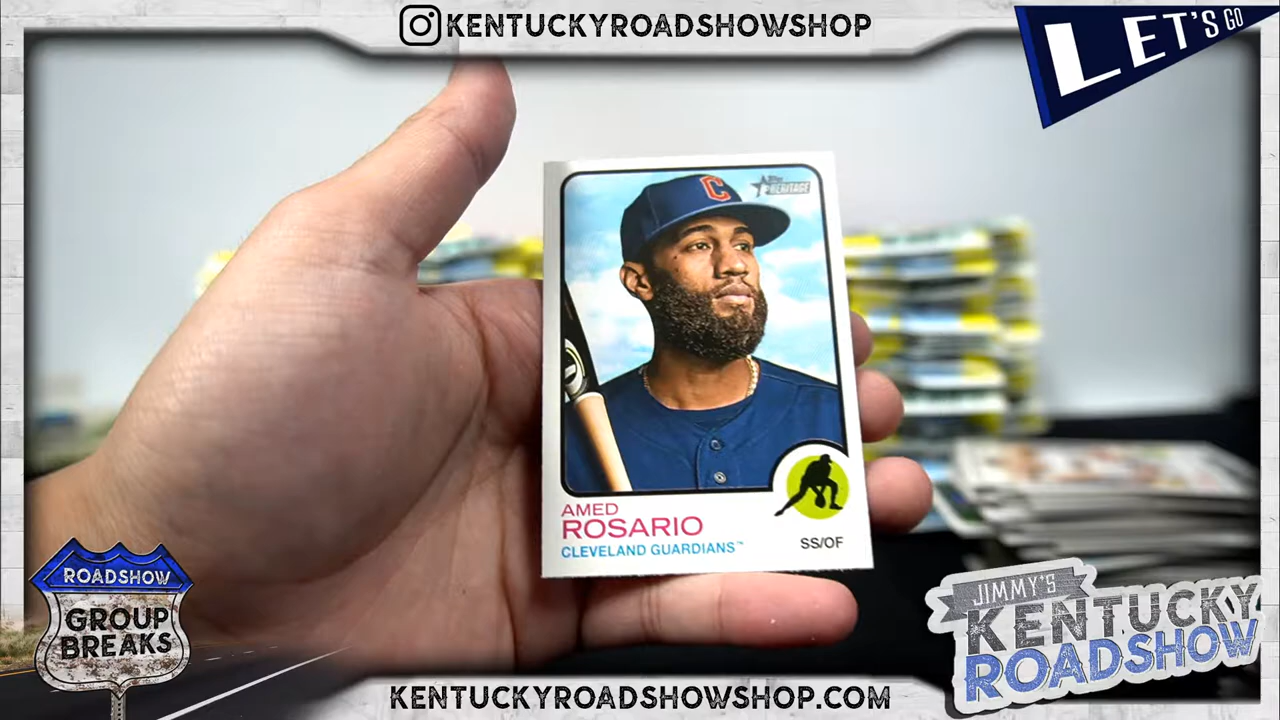 KENTUCKYROADSHOWSHOP
LET'S GO
C
Topps
HERITAGE
AMED
ROSARIO
CLEVELAND GUARDIANS™
SS/OF
ROADSHOW
GROUP
BREAKS
JIMMY'S
KENTUCKY
ROADSHOW
KENTUCKYROADSHOWSHOP.COM